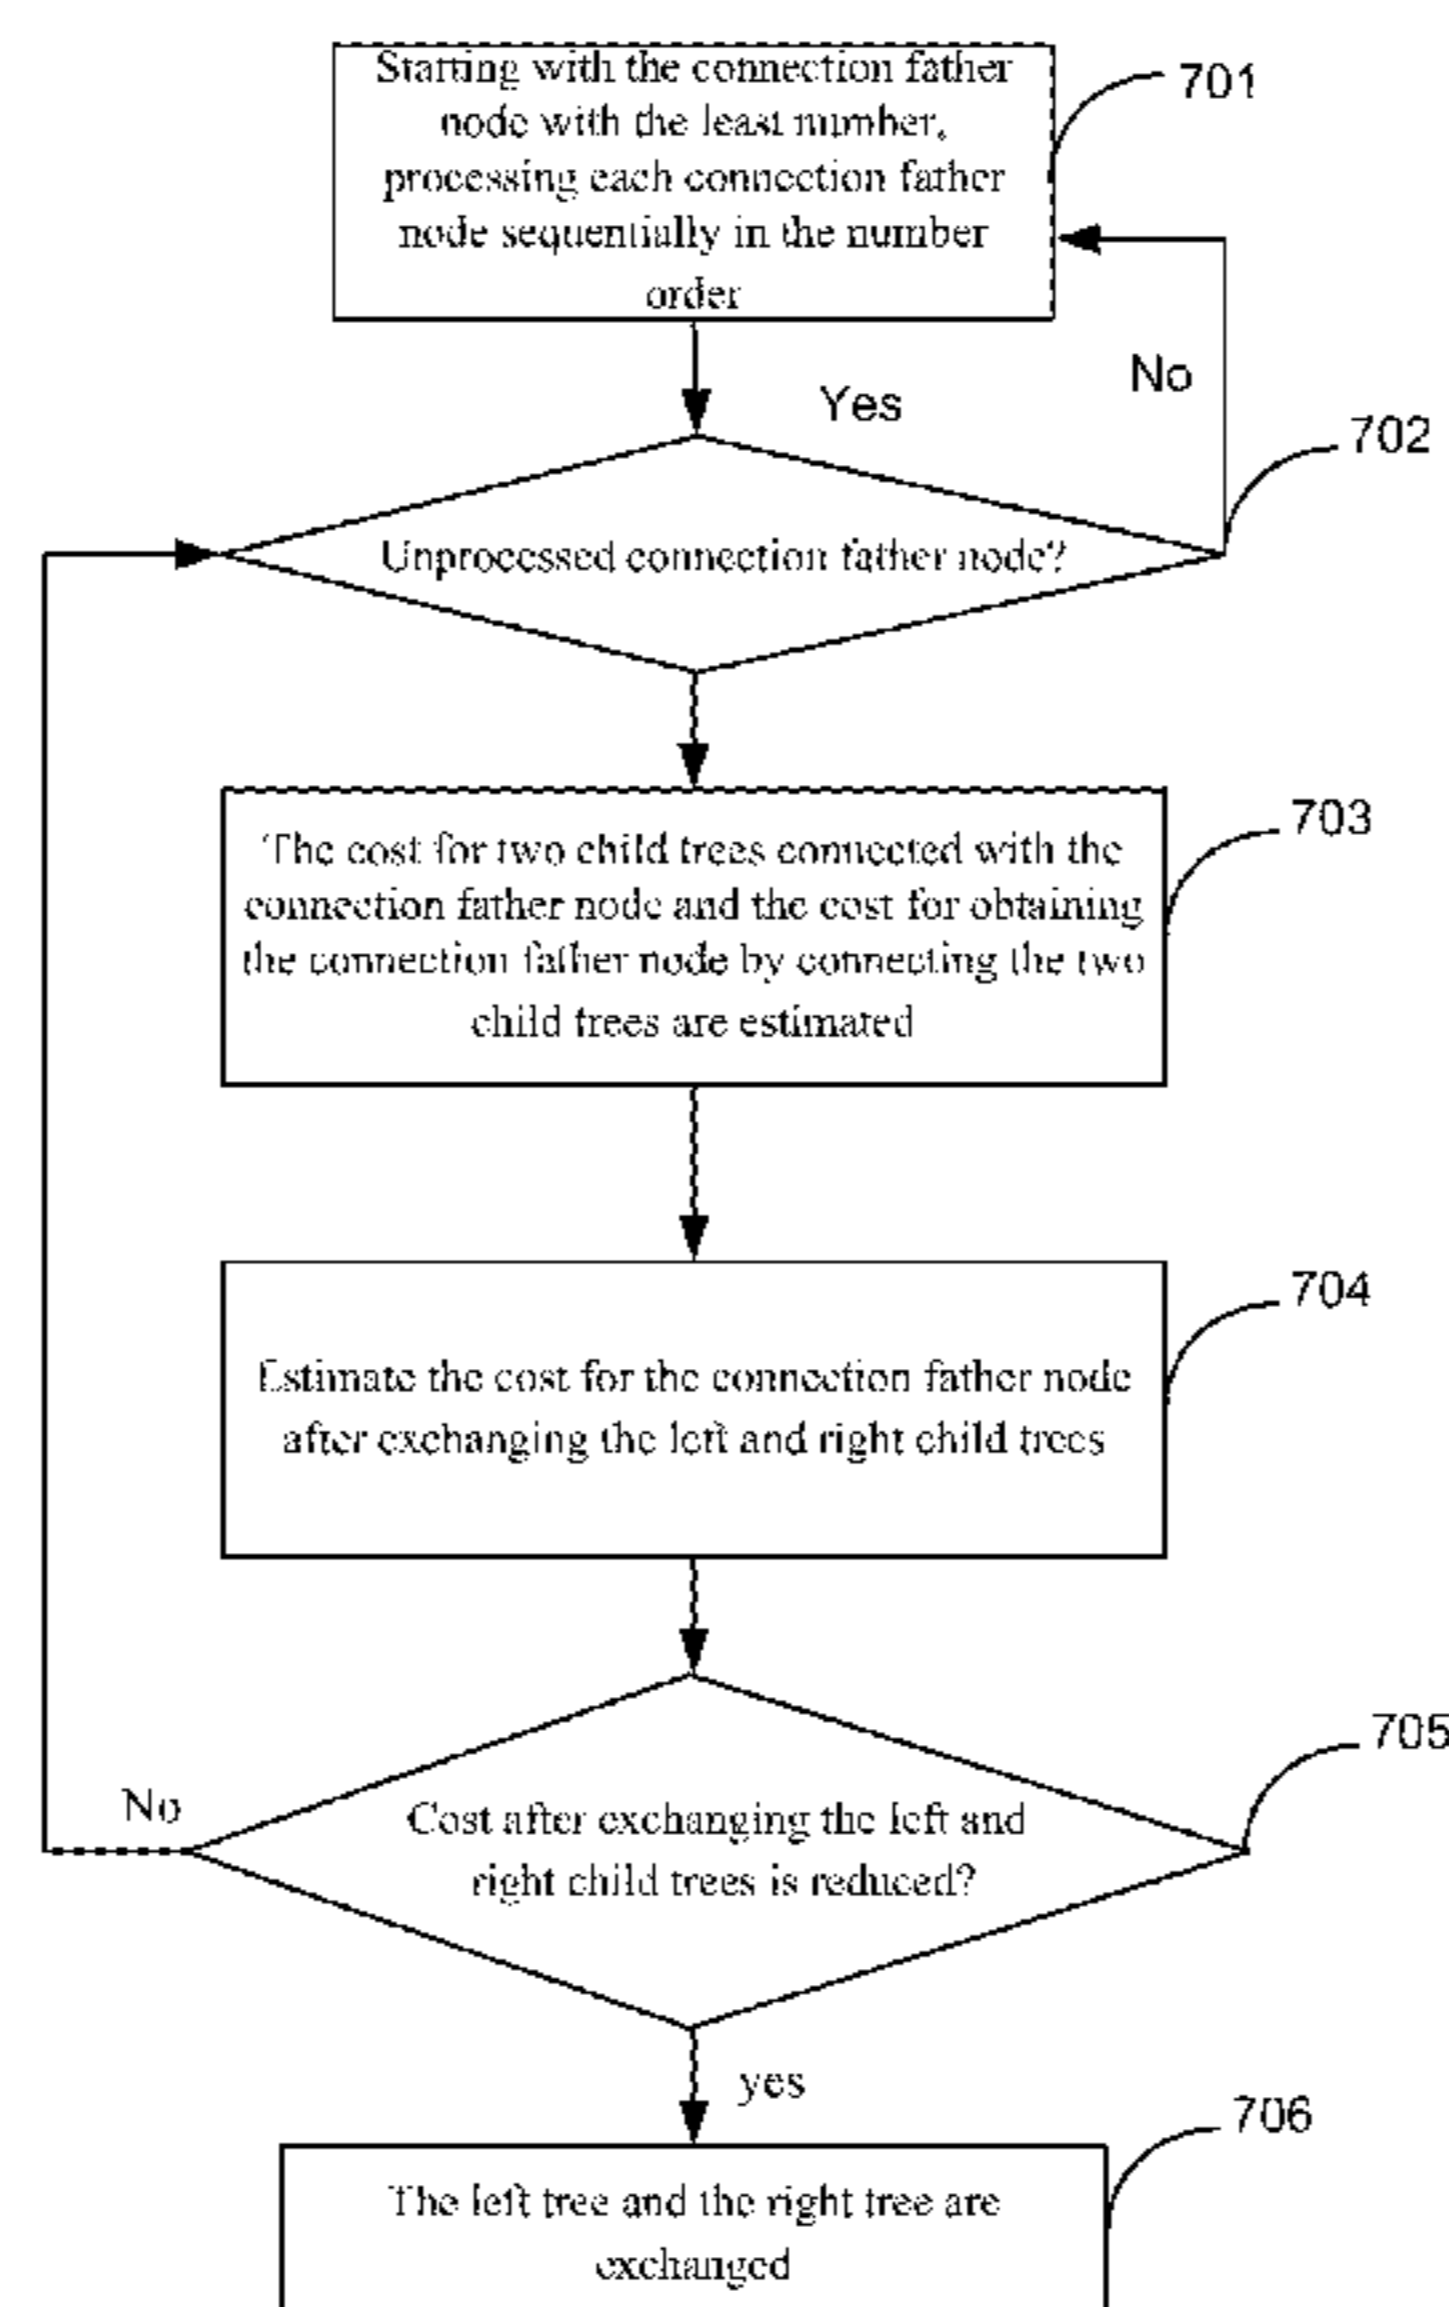 Starting with the connection father
node with the least number,
processing each connection father
node sequentially in the number
order
701
Yes
No
702
Unprocessed connection father node?
The cost for two child trees connected with the
connection father node and the cost for obtaining
the connection father node by connecting the two
child trees are estimated
703
704
Estimate the cost for the connection father node
after exchanging the left and right child trees
705
No
Cost after exchanging the left and
right child trees is reduced?
yes
706
The left tree and the right tree are
exchanged